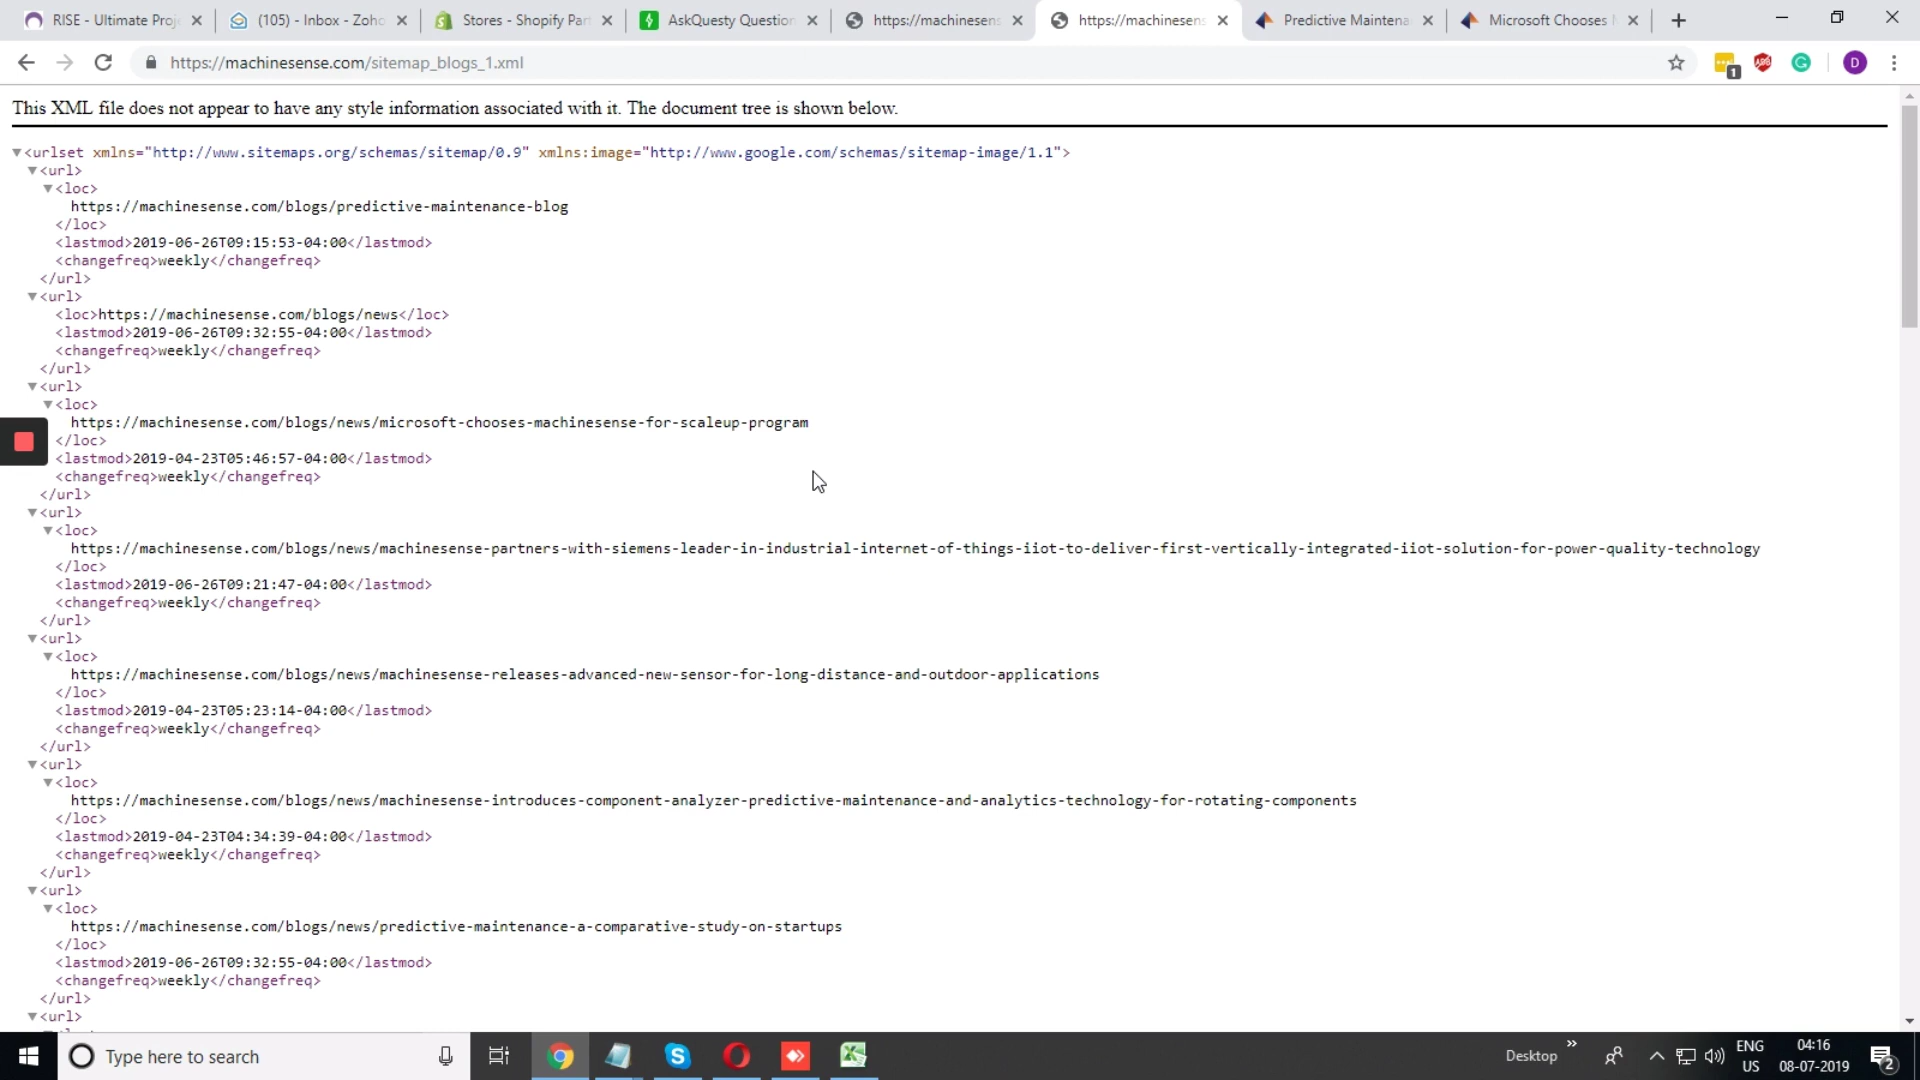 RISE - Ultimate Proj
(105) - Inbox - Zoho
Stores - Shopify Par
AskQuesty Question
https://machinesens
https://machinesens
Predictive Maintena
Microsoft Chooses
https://machinesense.com/sitemap_blogs_1.xml
1
D
This XML file does not appear to have any style information associated with it. The document tree is shown below.
<urlset xmlns="http://www.sitemaps.org/schemas/sitemap/0.9" xmlns:image="http://www.google.com/schemas/sitemap-image/1.1">
<url>
<loc>
https://machinesense.com/blogs/predictive-maintenance-blog
</loc>
<lastmod>2019-06-26T09:15:53-04:00</lastmod>
<changefreq>weekly</changefreq>
</url>
<url>
<loc>https://machinesense.com/blogs/news</loc>
<lastmod>2019-06-26T09:32:55-04:00</lastmod>
<changefreq>weekly</changefreq>
</url>
<url>
<loc>
https://machinesense.com/blogs/news/microsoft-chooses-machinesense-for-scaleup-program
</loc>
<lastmod>2019-04-23T05:46:57-04:00</lastmod>
<changefreq>weekly</changefreq>
</url>
<url>
<loc>
https://machinesense.com/blogs/news/machinesense-partners-with-siemens-leader-in-industrial-internet-of-things-iiot-to-deliver-first-vertically-integrated-iiot-solution-for-power-quality-technology
</loc>
<lastmod>2019-06-26T09:21:47-04:00</lastmod>
<changefreq>weekly</changefreq>
</url>
<url>
<loc>
https://machinesense.com/blogs/news/machinesense-releases-advanced-new-sensor-for-long-distance-and-outdoor-applications
</loc>
<lastmod>2019-04-23T05:23:14-04:00</lastmod>
<changefreq>weekly</changefreq>
</url>
<url>
<loc>
https://machinesense.com/blogs/news/machinesense-introduces-component-analyzer-predictive-maintenance-and-analytics-technology-for-rotating-components
</loc>
<lastmod>2019-04-23T04:34:39-04:00</lastmod>
<changefreq>weekly</changefreq>
</url>
<url>
<loc>
https://machinesense.com/blogs/news/predictive-maintenance-a-comparative-study-on-startups
</loc>
<lastmod>2019-06-26T09:32:55-04:00</lastmod>
<changefreq>weekly</changefreq>
</url>
<url>
Type here to search
Desktop
ENG
US
04:16
08-07-2019
2